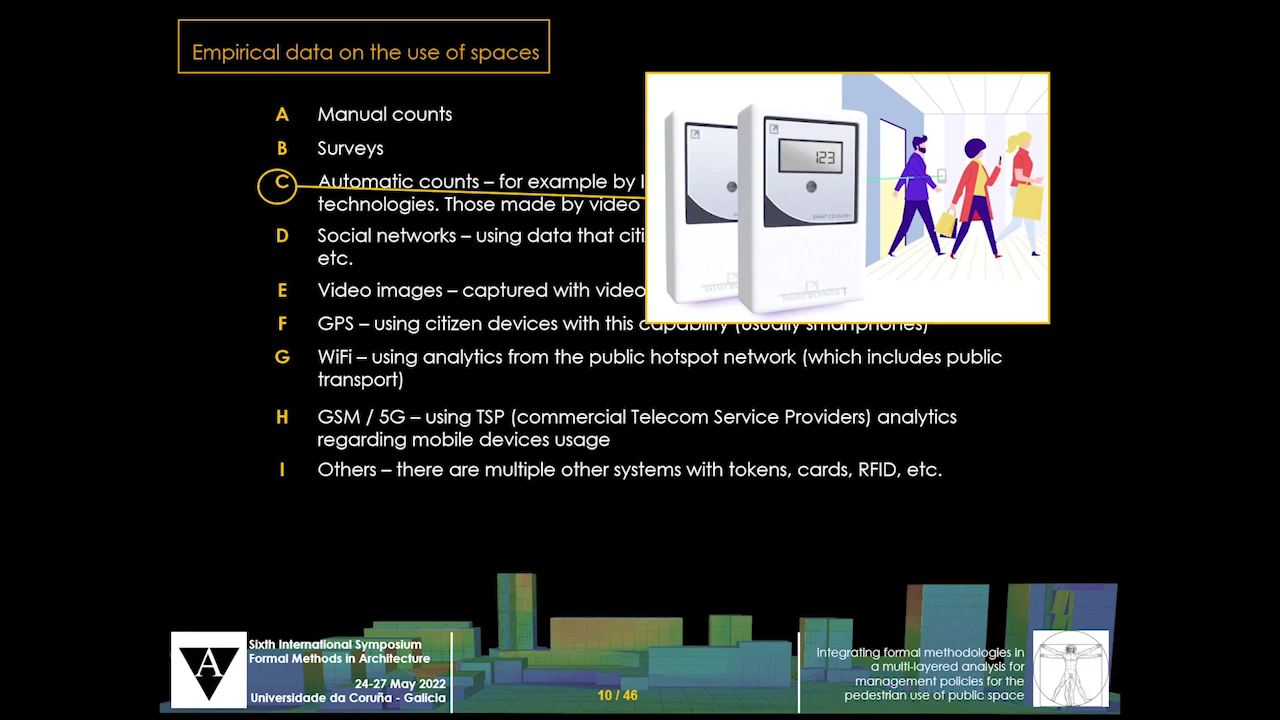 Empirical data on the use of spaces
A Manual counts
B Surveys
C Automatic counts – for example by
technologies. Those made by video
D Social networks – using data that
etc.
E Video images – captured with video
F GPS – using citizen devices with this capability (usually smartphones)
G WiFi – using analytics from the public hotspot network (which includes public
transport)
H GSM / 5G – using TSP (commercial Telecom Service Providers) analytics
regarding mobile devices usage
I Others – there are multiple other systems with tokens, cards, RFID, etc.
123
SMART COUNTER
A
Sixth International Symposium
Formal Methods in Architecture
24-27 May 2022
Universidade da Coruña - Galicia
10 / 46
Integrating formal methodologies in
a multi-layered analysis for
management policies for the
pedestrian use of public space